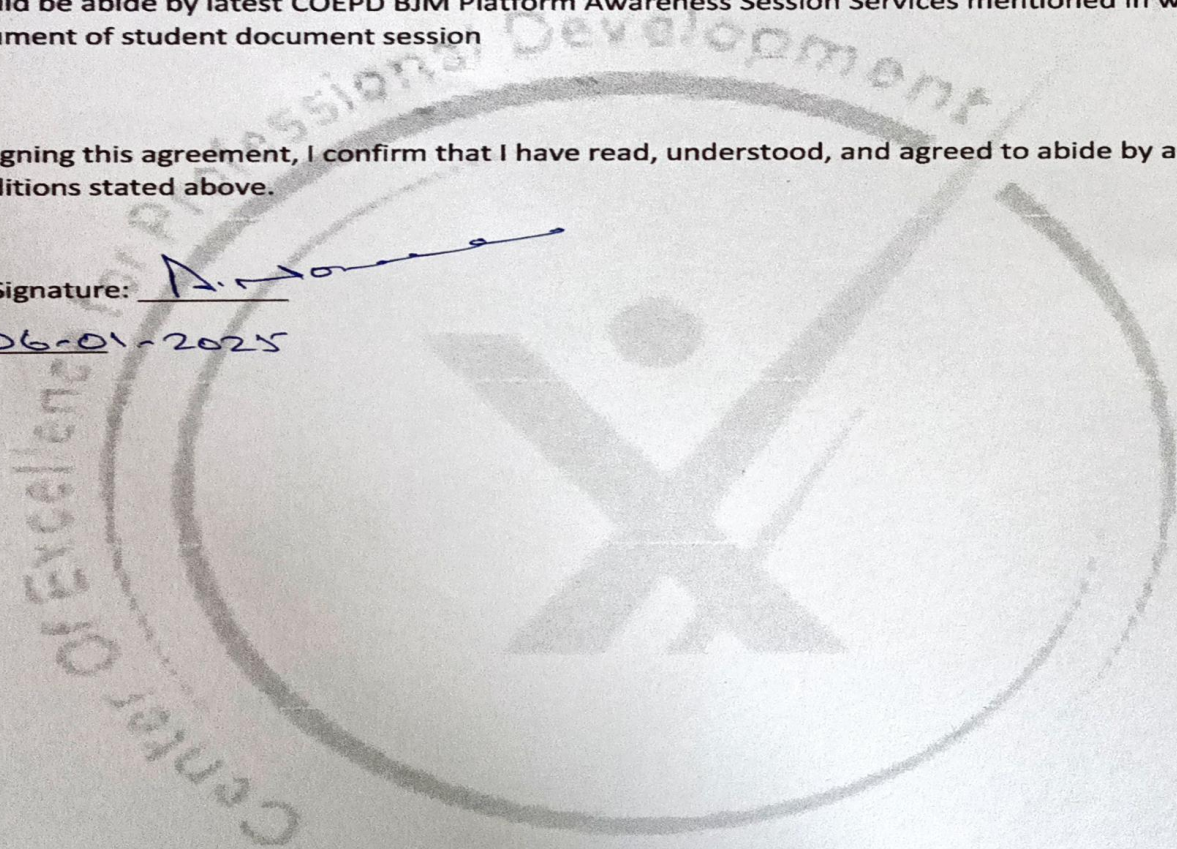 ld be abide by latest COEPD BJM Platform Awareness Session Services mentioned in w
ment of student document session
gning this agreement, I confirm that I have read, understood, and agreed to abide by a
ditions stated above.
Signature:
06-01-2025
Center Of Excellence for Professional Development